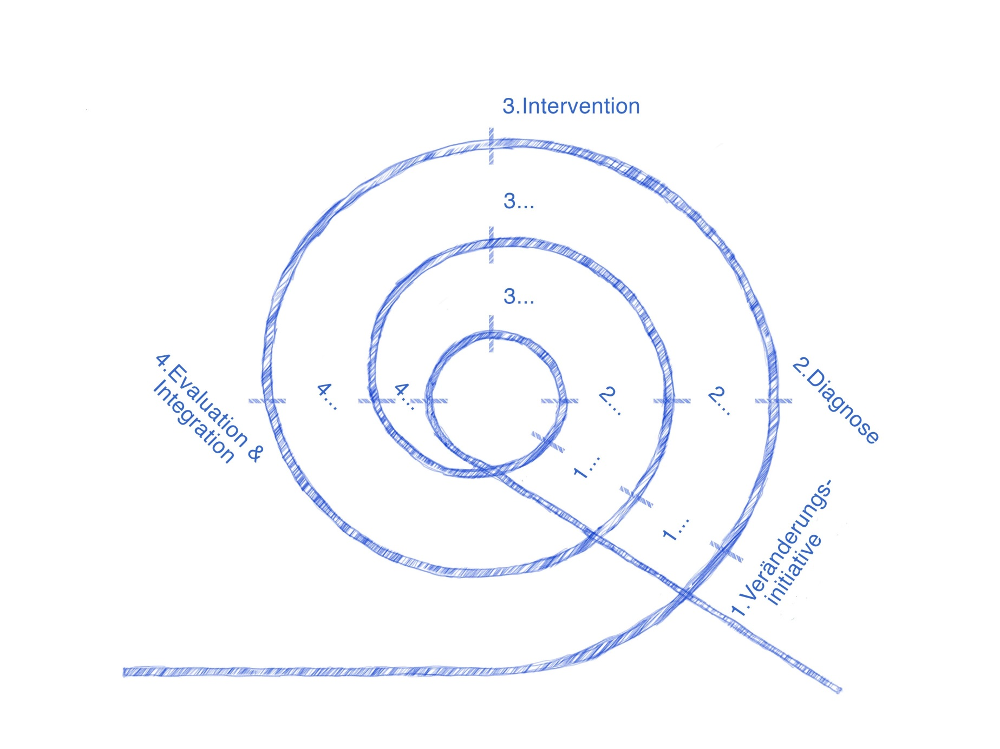 3.Intervention
3...
3...
4.Evaluation &
Integration
4...
4...
2...
2...
2.Diagnose
1...
1...
1.Veränderungs-
initiative